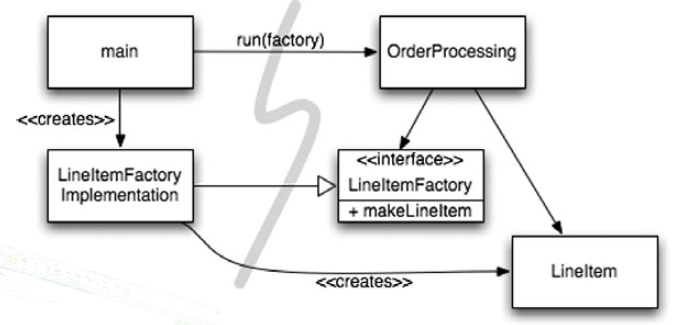 main
run(factory)
OrderProcessing
<<creates>>
LineItemFactory
Implementation
<<interface>>
LineItemFactory
+ makeLineItem
LineItem
<<creates>>